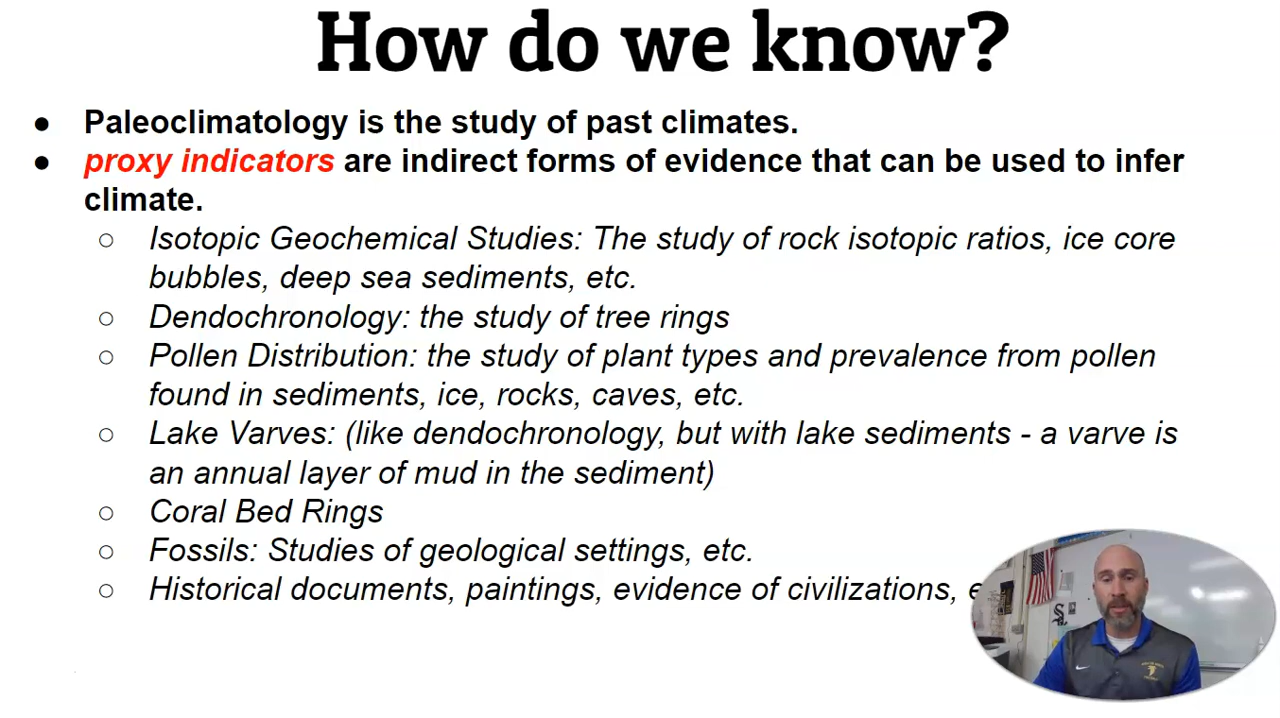 How do we know?
● Paleoclimatology is the study of past climates.
● proxy indicators are indirect forms of evidence that can be used to infer
climate.
○ Isotopic Geochemical Studies: The study of rock isotopic ratios, ice core
bubbles, deep sea sediments, etc.
○ Dendochronology: the study of tree rings
○ Pollen Distribution: the study of plant types and prevalence from pollen
found in sediments, ice, rocks, caves, etc.
○ Lake Varves: (like dendochronology, but with lake sediments - a varve is
an annual layer of mud in the sediment)
○ Coral Bed Rings
○ Fossils: Studies of geological settings, etc.
○ Historical documents, paintings, evidence of civilizations,